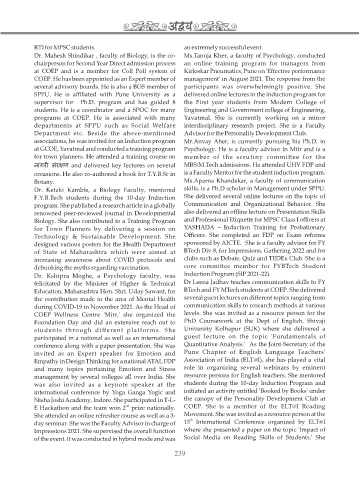 अद्वय
RTI for MPSC students.
Dr. Mahesh Shindikar , faculty of Biology, is the co-
chairperson for Second Year Direct admission process
at COEP and is a member for Coll Poll system of
COEP. He has been appointed as an Expert member of
several advisory boards. He is also a BOS member of
SPPU. He is affiliated with Pune University as a
supervisor for Ph.D. program and has guided 8
students. He is a coordinator and a SPOC for many
programs at COEP. He is associated with many
departments at SPPU such as Social Welfare
Department etc. Beside the above-mentioned
associations, he was invited for an Induction program
at GCOE, Yavatmal and conducted a training program
for town planners. He attended a training course on
नागरी संरक्षण and delivered key lectures on several
occasions. He also co-authored a book for T.Y.B.Sc in
Botany.
Dr. Ketaki Kamble, a Biology Faculty, mentored
F.Y.B.Tech students during the 10-day Induction
program. She published a research article in a globally
renowned peer-reviewed journal in Developmental
Biology. She also contributed to a Training Program
for Town Planners by delivering a session on
Technology & Sustainable Development. She
designed various posters for the Health Department
of State of Maharashtra which were aimed at
increasing awareness about COVID protocols and
debunking the myths regarding vaccination.
Dr. Kshipra Moghe, a Psychology faculty, was
felicitated by the Minister of Higher & Technical
Education, Maharashtra Hon. Shri. Uday Sawant, for
the contribution made in the area of Mental Health
during COVID-19 in November 2021. As the Head of
COEP Wellness Centre 'Mitr,' she organized the
Foundation Day and did an extensive reach out to
students through different platforms. She
participated in a national as well as an international
conference along with a paper presentation. She was
invited as an Expert speaker for Emotion and
Empathy in Design Thinking for a national ATAL FDP
and many topics pertaining Emotion and Stress
management by several colleges all over India. She
was also invited as a keynote speaker at the
international conference by Yoga Ganga Yogic and
Nisha Joshi Academy, Indore. She participated in T-L-
E Hackathon and the team won 2nd prize nationally.
She attended an online refresher course as well as a 3-
day seminar. She was the Faculty Advisor in charge of
Impressions 2021. She supervised the overall function
of the event. It was conducted in hybrid mode and was
an extremely successful event.
Ms.Tanuja Kher, a faculty of Psychology, conducted
an online training program for managers from
Kirloskar Pneumatics, Pune on 'Effective performance
management' in August 2021. The response from the
participants was overwhelmingly positive. She
delivered online lectures in the induction program for
the First year students from Modern College of
Engineering and Government college of Engineering,
Yavatmal. She is currently working on a minor
interdisciplinary research project. She is a Faculty
Advisor for the Personality Development Club.
Mr.Anvay Aher, is currently pursuing his Ph.D. in
Psychology. He is a faculty advisor in Mitr and is a
member of the scrutiny committee for the
MBS/M.Tech admissions. He attended UHV FDP and
is a Faculty Mentor for the student induction program.
Ms.Aparna Khandekar, a faculty of communication
skills, is a Ph.D scholar in Management under SPPU.
She delivered several online lectures on the topic of
Communication and Organizational Behavior. She
also delivered an offline lecture on Presentation Skills
and Professional Etiquette for MPSC Class I officers at
YASHADA – Induction Training for Probationary
Officers. She completed an FDP on Exam reforms
sponsored by AICTE. She is a faculty advisor for FY
BTech Div 8, for Impressions, Gathering 2022 and for
clubs such as Debate, Quiz and TEDEx Club. She is a
core committee member for FYBTech Student
Induction Program (SIP 2021-22).
Dr Leena Jadhav teaches communication skills to FY
BTech and FY MTech students at COEP. She delivered
several guest lectures on different topics ranging from
communication skills to research methods at various
levels. She was invited as a resource person for the
PhD Coursework at the Dept of English, Shivaji
University Kolhapur (SUK) where she delivered a
guest lecture on the topic 'Fundamentals of
Quantitative Analysis.' As the Joint-Secretary of the
Pune Chapter of English Language Teachers'
Association of India (ELT@I), she has played a vital
role in organizing several webinars by eminent
resource persons for English teachers. She mentored
students during the 10-day Induction Program and
initiated an activity entitled 'Booked by Books' under
the canopy of the Personality Development Club at
COEP. She is a member of the ELT@I Reading
Movement. She was invited as a resource person at the
15th International Conference organized by ELT@I
where she presented a paper on the topic 'Impact of
Social Media on Reading Skills of Students.' She
239